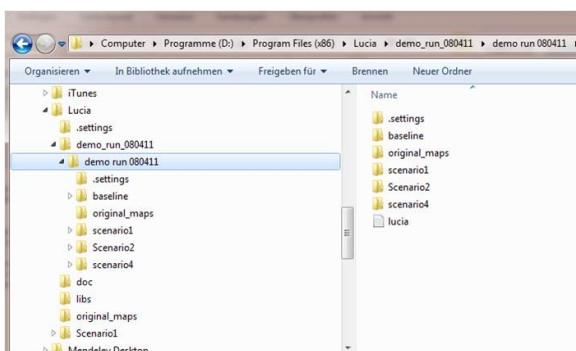 Computer ▸ Programme (D:) ▸ Program Files (x86) ▸ Lucia ▸ demo_run_080411 ▸ demo run 080411
Organisieren In Bibliothek aufnehmen Freigeben für Brennen Neuer Ordner
iTunes
Lucia
.settings
demo_run_080411
demo run 080411
.settings
baseline
original_maps
scenario1
Scenario2
scenario4
doc
libs
original_maps
Scenario1
Mendeley Desktop
Name
.settings
baseline
original_maps
scenario1
Scenario2
scenario4
lucia